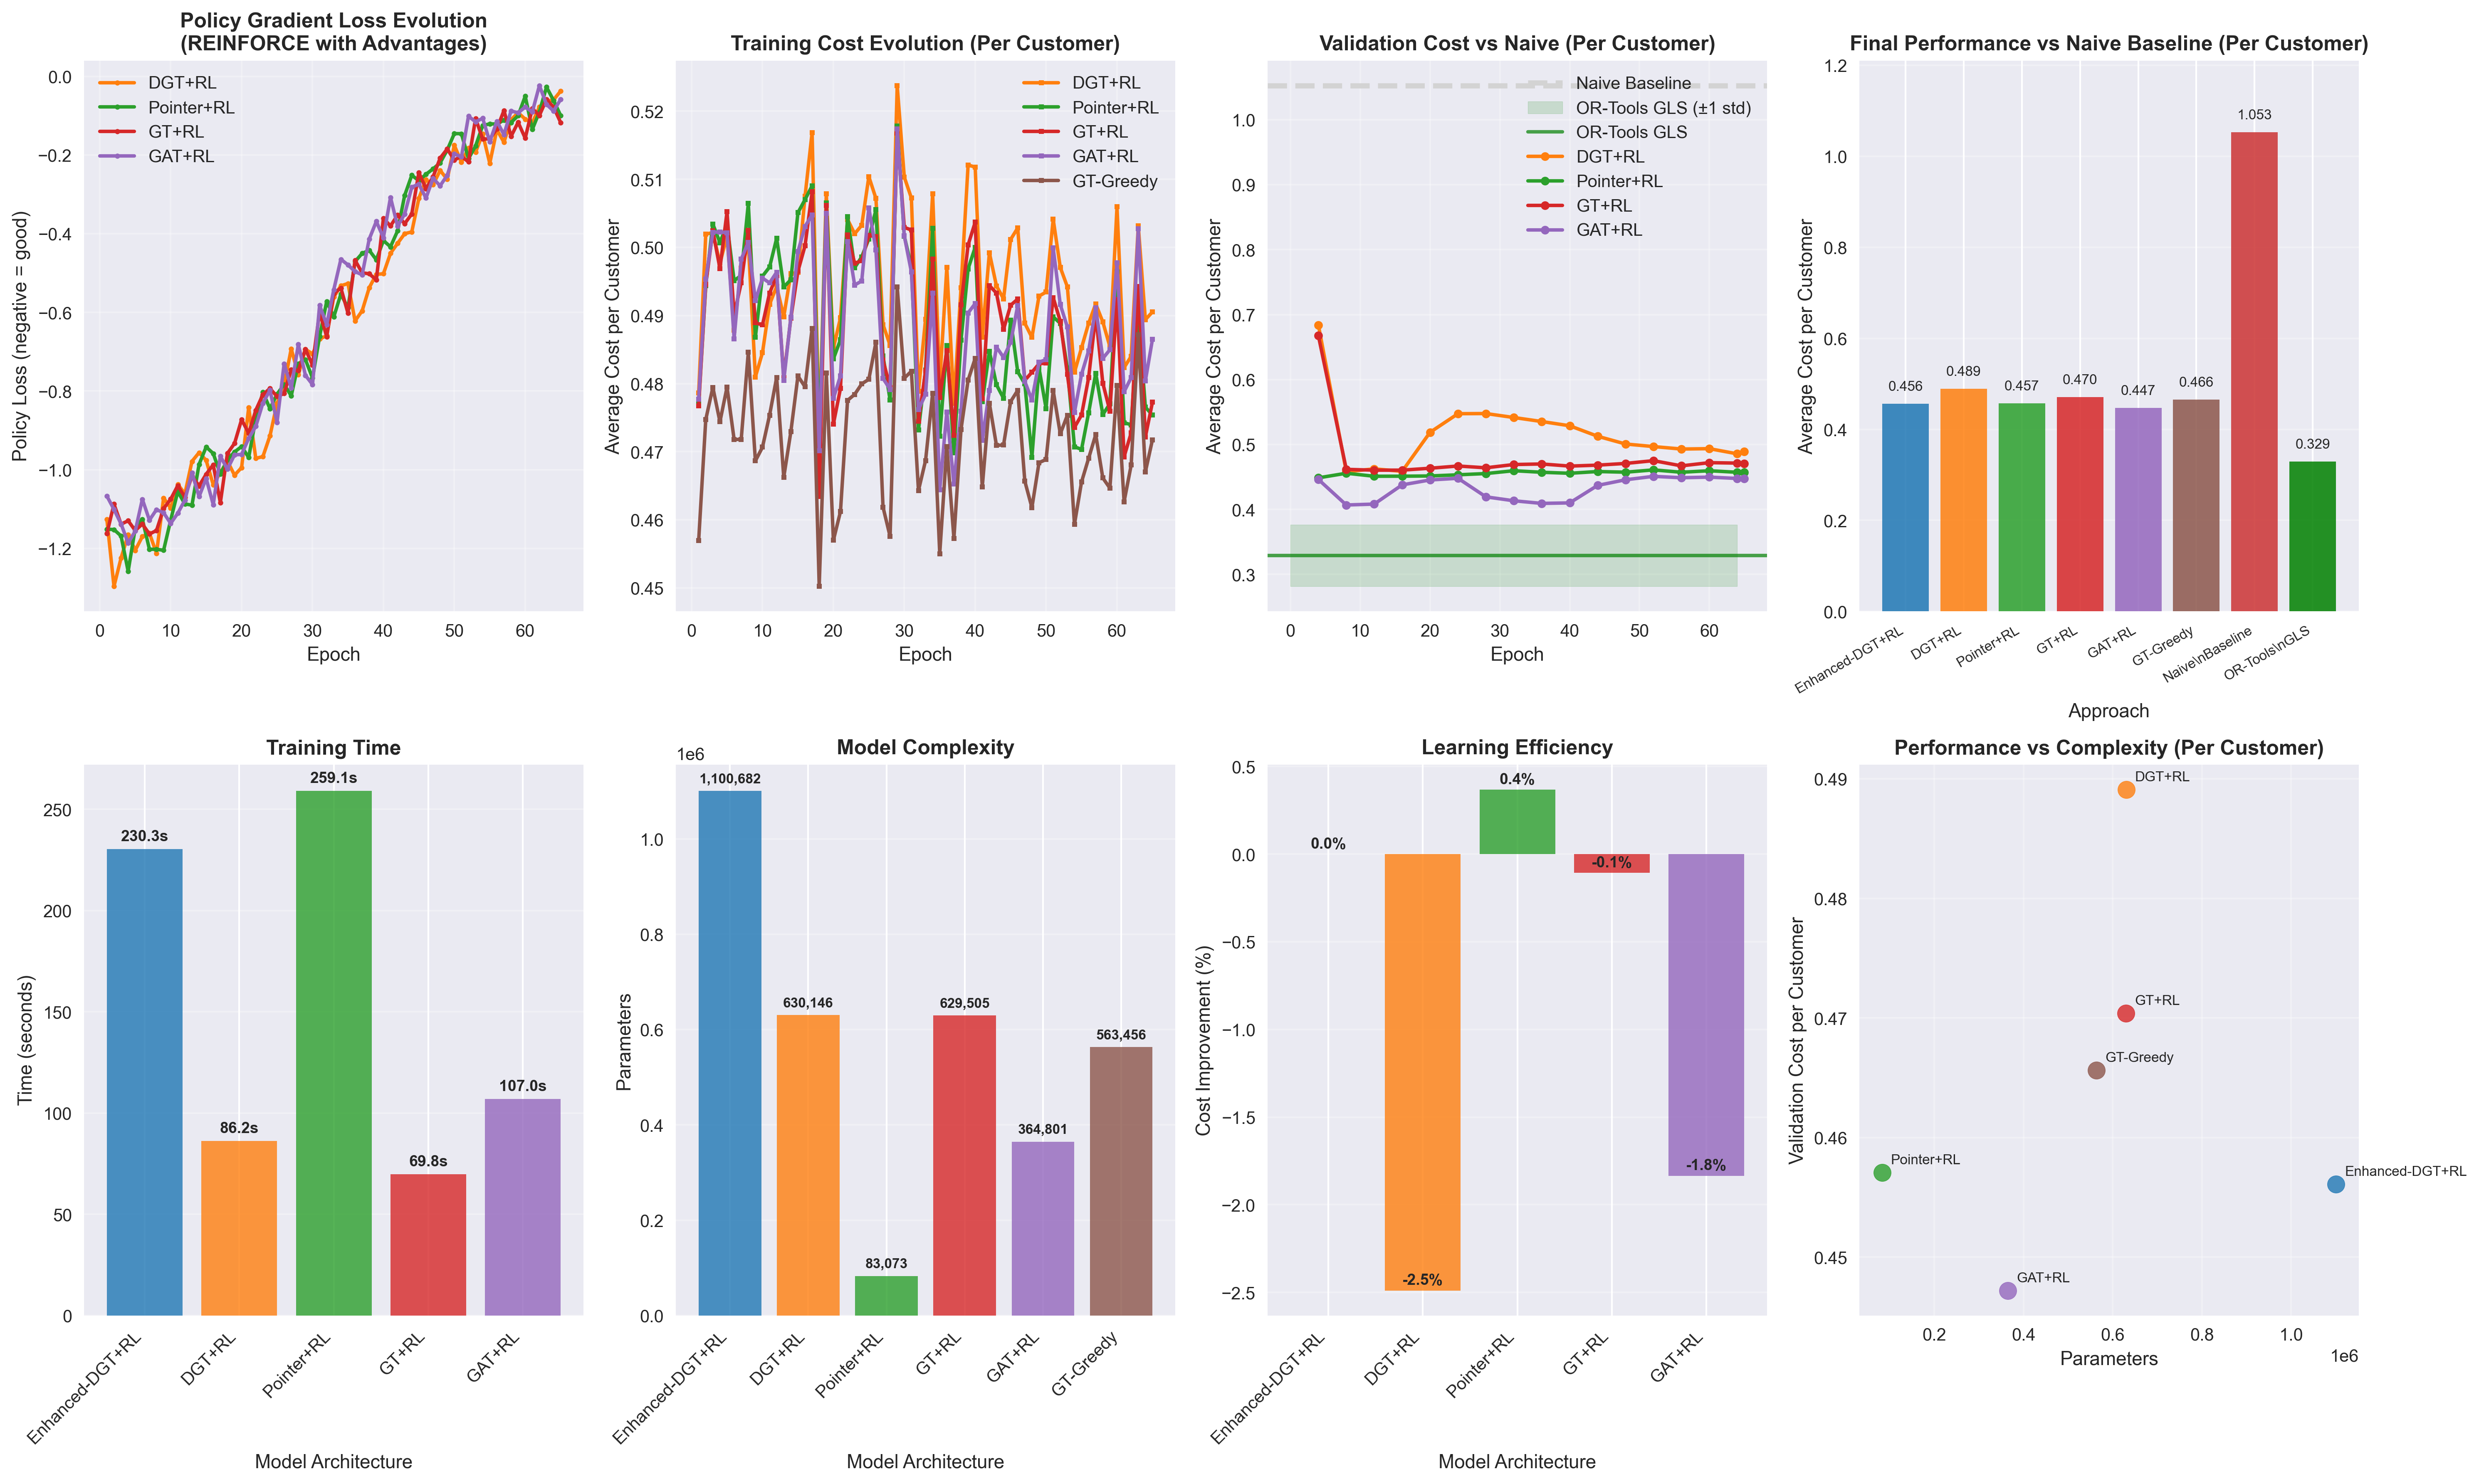 Policy Gradient Loss Evolution
(REINFORCE with Advantages)
DGT+RL
Pointer+RL
GT+RL
GAT+RL
Policy Loss (negative = good)
0.0
−0.2
−0.4
−0.6
−0.8
−1.0
−1.2
0 10 20 30 40 50 60
Epoch
Training Cost Evolution (Per Customer)
DGT+RL
Pointer+RL
GT+RL
GAT+RL
GT-Greedy
Average Cost per Customer
0.52
0.51
0.50
0.49
0.48
0.47
0.46
0.45
0 10 20 30 40 50 60
Epoch
Validation Cost vs Naive (Per Customer)
Naive Baseline
OR-Tools GLS (±1 std)
OR-Tools GLS
DGT+RL
Pointer+RL
GT+RL
GAT+RL
Average Cost per Customer
1.0
0.9
0.8
0.7
0.6
0.5
0.4
0.3
0 10 20 30 40 50 60
Epoch
Final Performance vs Naive Baseline (Per Customer)
Average Cost per Customer
1.2
1.0
0.8
0.6
0.4
0.2
0.0
0.456
0.489
0.457
0.470
0.447
0.466
1.053
0.329
Enhanced-DGT+RL
DGT+RL
Pointer+RL
GT+RL
GAT+RL
GT-Greedy
Naive\nBaseline
OR-Tools\nGLS
Approach
Training Time
Time (seconds)
250
200
150
100
50
0
230.3s
86.2s
259.1s
69.8s
107.0s
Enhanced-DGT+RL
DGT+RL
Pointer+RL
GT+RL
GAT+RL
Model Architecture
Model Complexity
1e6
Parameters
1.0
0.8
0.6
0.4
0.2
0.0
1,100,682
630,146
83,073
629,505
364,801
563,456
Enhanced-DGT+RL
DGT+RL
Pointer+RL
GT+RL
GAT+RL
GT-Greedy
Model Architecture
Learning Efficiency
Cost Improvement (%)
0.5
0.0
−0.5
−1.0
−1.5
−2.0
−2.5
0.0%
-2.5%
0.4%
-0.1%
-1.8%
Enhanced-DGT+RL
DGT+RL
Pointer+RL
GT+RL
GAT+RL
Model Architecture
Performance vs Complexity (Per Customer)
Validation Cost per Customer
0.49
0.48
0.47
0.46
0.45
DGT+RL
GT+RL
GT-Greedy
Pointer+RL
Enhanced-DGT+RL
GAT+RL
0.2 0.4 0.6 0.8 1.0
Parameters
1e6